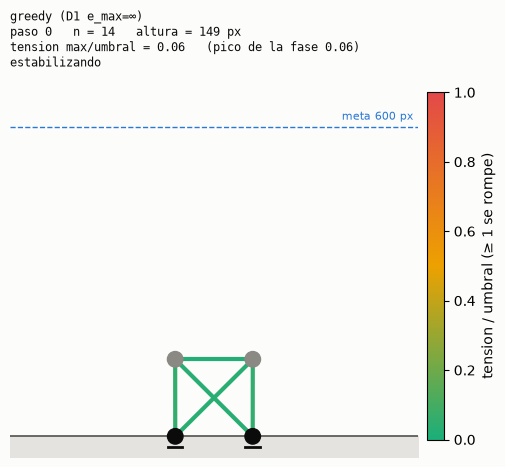 greedy (D1 e_max=∞)
paso 0   n = 14   altura = 149 px
tension max/umbral = 0.06   (pico de la fase 0.06)
estabilizando
meta 600 px
1.0
0.8
0.6
0.4
0.2
0.0
tension / umbral (≥ 1 se rompe)